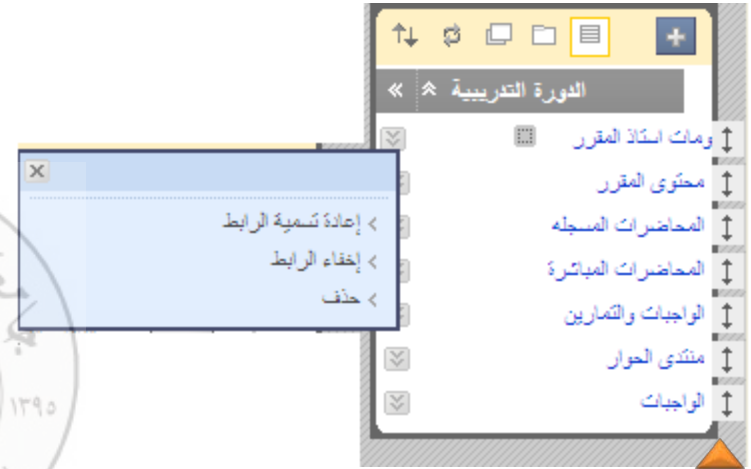 الدورة التدريبية
ومات استاذ المقرر
محتوى المقرر
المحاضرات المسجله
المحاضرات المباشرة
الواجبات والتمارين
منتدى الحوار
الواجبات
إعادة تسمية الرابط
إخفاء الرابط
حذف
١٣٩٥